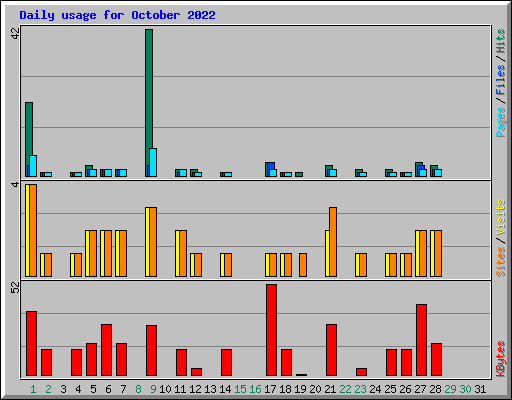 Daily usage for October 2022
42
Pages / Files / Hits
4
Sites / Visits
52
KBytes
1 2 3 4 5 6 7 8 9 10 11 12 13 14 15 16 17 18 19 20 21 22 23 24 25 26 27 28 29 30 31